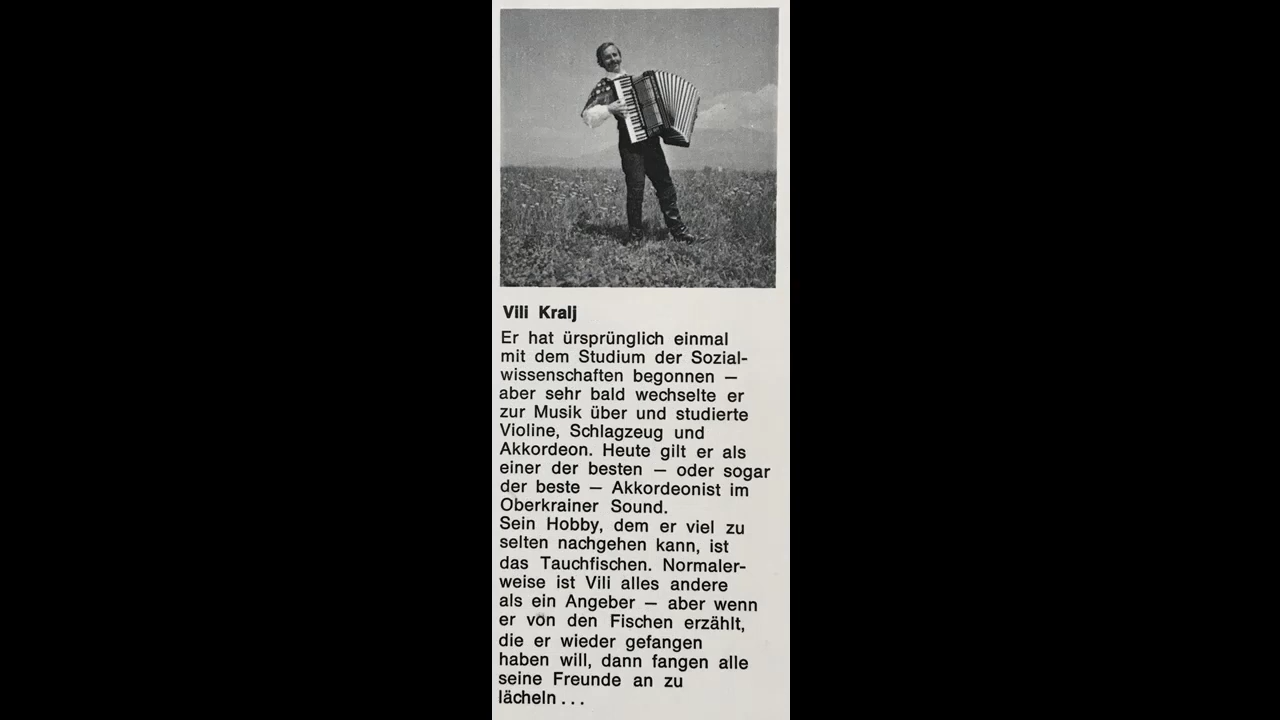 Vili Kralj
Er hat ürsprünglich einmal
mit dem Studium der Sozial-
wissenschaften begonnen —
aber sehr bald wechselte er
zur Musik über und studierte
Violine, Schlagzeug und
Akkordeon. Heute gilt er als
einer der besten — oder sogar
der beste — Akkordeonist im
Oberkrainer Sound.
Sein Hobby, dem er viel zu
selten nachgehen kann, ist
das Tauchfischen. Normaler-
weise ist Vili alles andere
als ein Angeber — aber wenn
er von den Fischen erzählt,
die er wieder gefangen
haben will, dann fangen alle
seine Freunde an zu
lächeln...